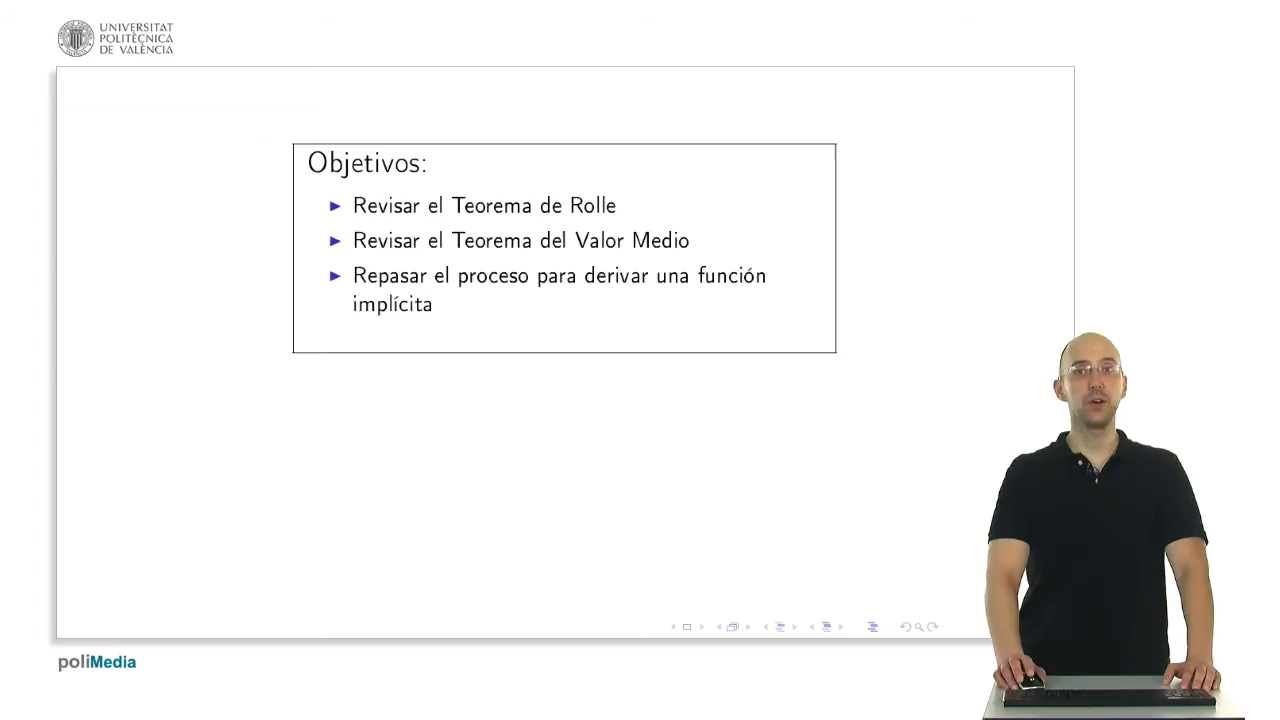 UNIVERSITAT
POLITÈCNICA
DE VALÈNCIA
Objetivos:
Revisar el Teorema de Rolle
Revisar el Teorema del Valor Medio
Repasar el proceso para derivar una función
implícita
poliMedia